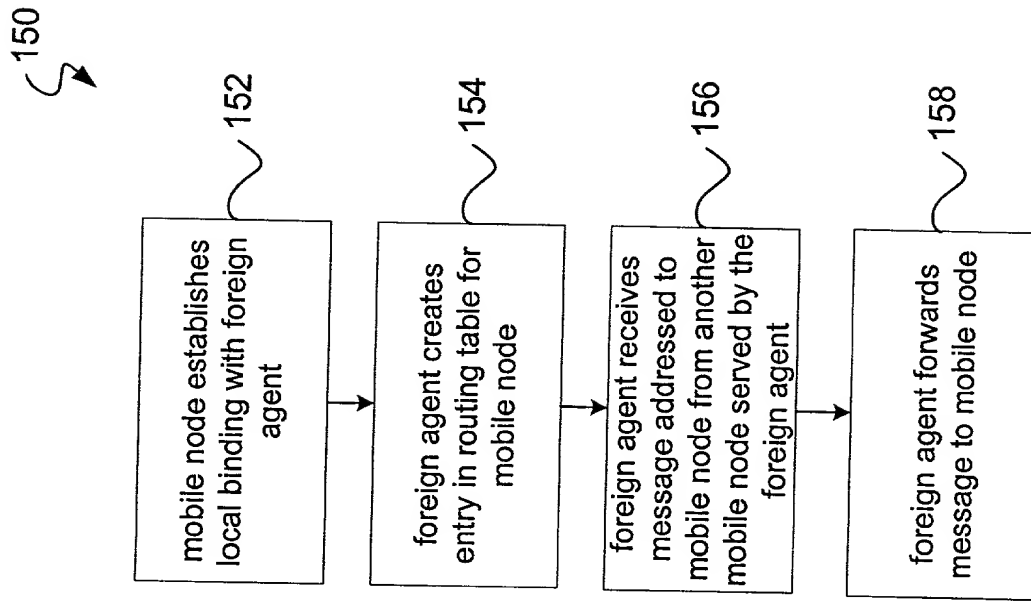 150
mobile node establishes
local binding with foreign
agent
152
foreign agent creates
entry in routing table for
mobile node
154
foreign agent receives
message addressed to
mobile node from another
mobile node served by the
foreign agent
156
foreign agent forwards
message to mobile node
158